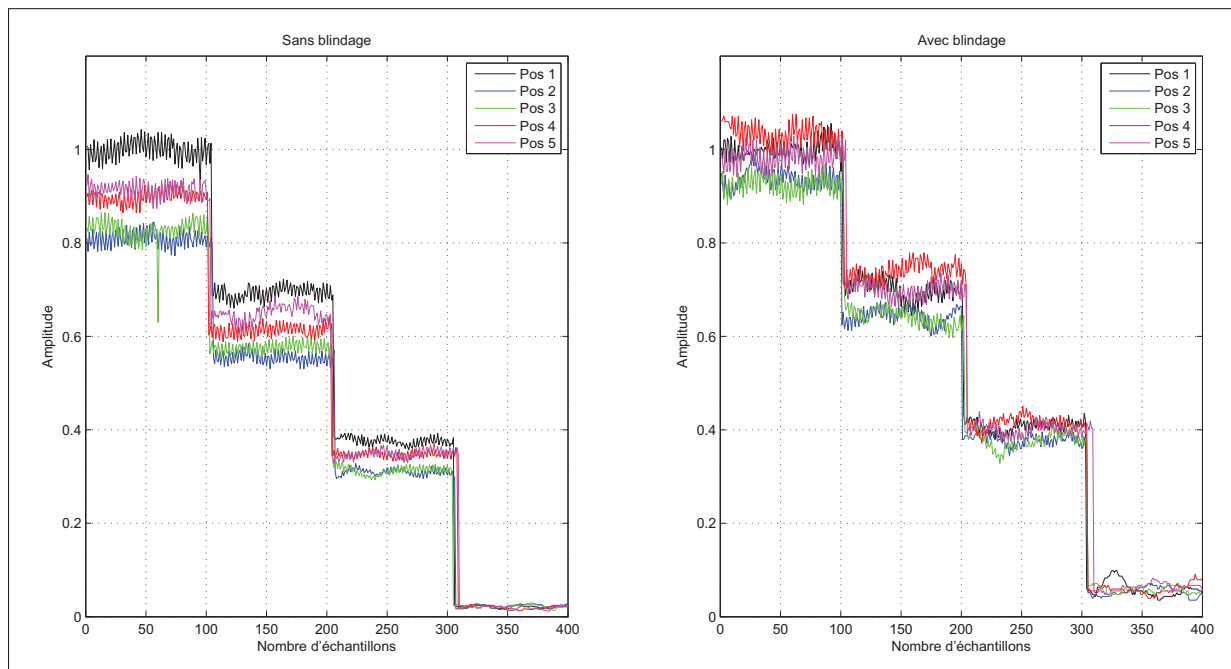 Sans blindage
Amplitude
1
0.8
0.6
0.4
0.2
0
0 50 100 150 200 250 300 350 400
Nombre d'échantillons
Pos 1
Pos 2
Pos 3
Pos 4
Pos 5
Avec blindage
Amplitude
1
0.8
0.6
0.4
0.2
0
0 50 100 150 200 250 300 350 400
Nombre d'échantillons
Pos 1
Pos 2
Pos 3
Pos 4
Pos 5